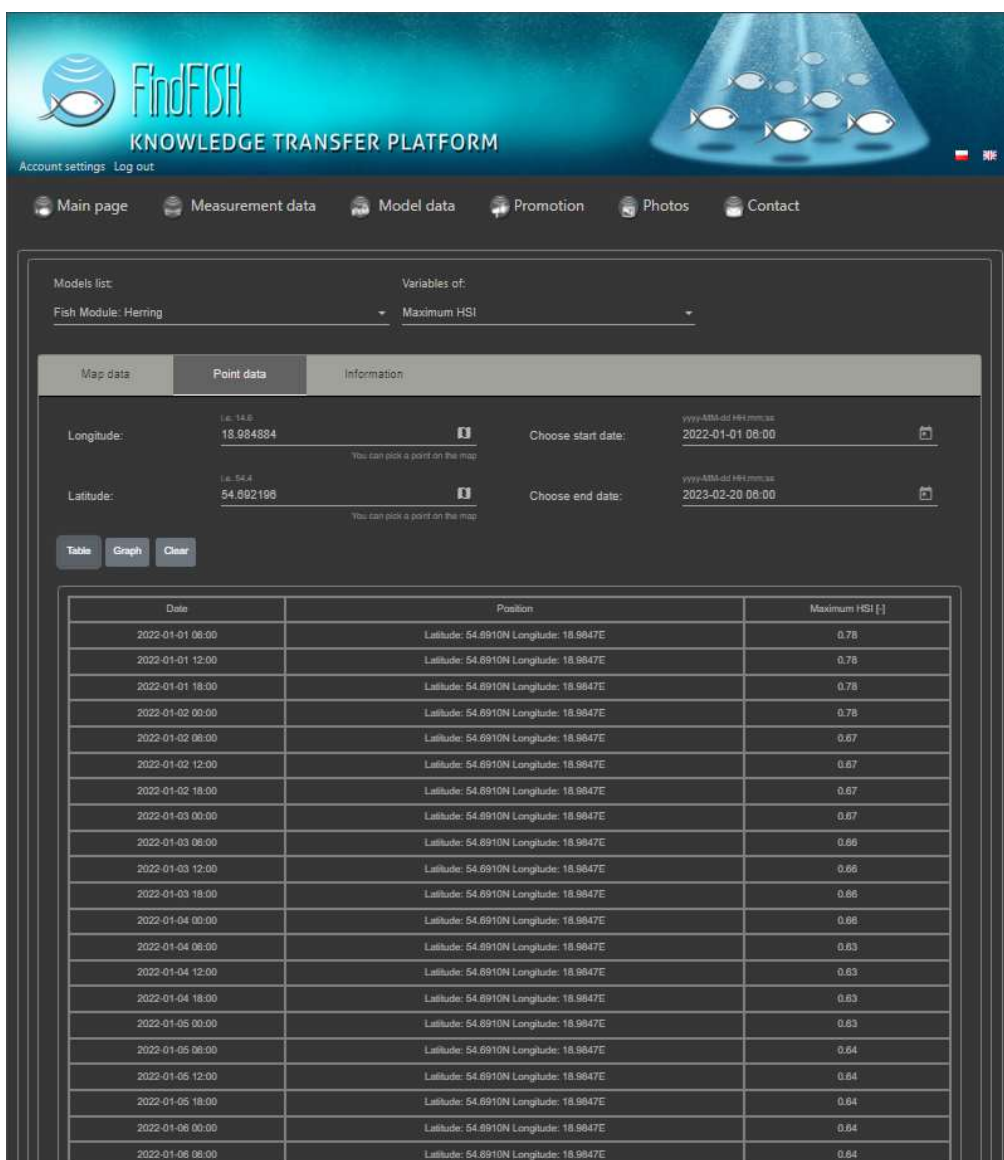 FindFISH
KNOWLEDGE TRANSFER PLATFORM
Account settings Log out
Main page Measurement data Model data Promotion Photos Contact
Models list: Variables of:
Fish Module: Herring Maximum HSI
Map data Point data Information
i.e. 14.6 yyyy-MM-dd HH:mm:ss
Longitude: 18.984884 Choose start date: 2022-01-01 06:00
You can pick a point on the map
i.e. 54.4 yyyy-MM-dd HH:mm:ss
Latitude: 54.692196 Choose end date: 2023-02-20 06:00
You can pick a point on the map
Table Graph Clear
Date Position Maximum HSI [-]
2022-01-01 06:00 Latitude: 54.6910N Longitude: 18.9847E 0.78
2022-01-01 12:00 Latitude: 54.6910N Longitude: 18.9847E 0.78
2022-01-01 18:00 Latitude: 54.6910N Longitude: 18.9847E 0.78
2022-01-02 00:00 Latitude: 54.6910N Longitude: 18.9847E 0.78
2022-01-02 06:00 Latitude: 54.6910N Longitude: 18.9847E 0.67
2022-01-02 12:00 Latitude: 54.6910N Longitude: 18.9847E 0.67
2022-01-02 18:00 Latitude: 54.6910N Longitude: 18.9847E 0.67
2022-01-03 00:00 Latitude: 54.6910N Longitude: 18.9847E 0.67
2022-01-03 06:00 Latitude: 54.6910N Longitude: 18.9847E 0.66
2022-01-03 12:00 Latitude: 54.6910N Longitude: 18.9847E 0.66
2022-01-03 18:00 Latitude: 54.6910N Longitude: 18.9847E 0.66
2022-01-04 00:00 Latitude: 54.6910N Longitude: 18.9847E 0.66
2022-01-04 06:00 Latitude: 54.6910N Longitude: 18.9847E 0.63
2022-01-04 12:00 Latitude: 54.6910N Longitude: 18.9847E 0.63
2022-01-04 18:00 Latitude: 54.6910N Longitude: 18.9847E 0.63
2022-01-05 00:00 Latitude: 54.6910N Longitude: 18.9847E 0.63
2022-01-05 06:00 Latitude: 54.6910N Longitude: 18.9847E 0.64
2022-01-05 12:00 Latitude: 54.6910N Longitude: 18.9847E 0.64
2022-01-05 18:00 Latitude: 54.6910N Longitude: 18.9847E 0.64
2022-01-06 00:00 Latitude: 54.6910N Longitude: 18.9847E 0.64
2022-01-06 06:00 Latitude: 54.6910N Longitude: 18.9847E 0.64